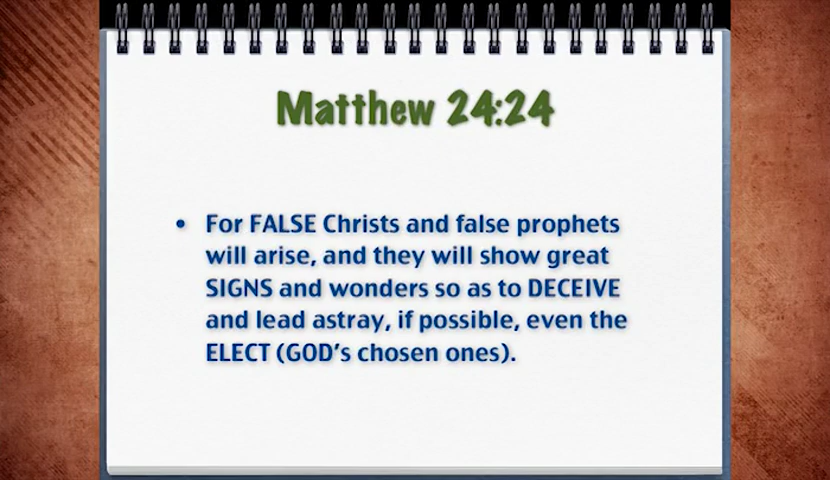 Matthew 24:24
• For FALSE Christs and false prophets
will arise, and they will show great
SIGNS and wonders so as to DECEIVE
and lead astray, if possible, even the
ELECT (GOD's chosen ones).